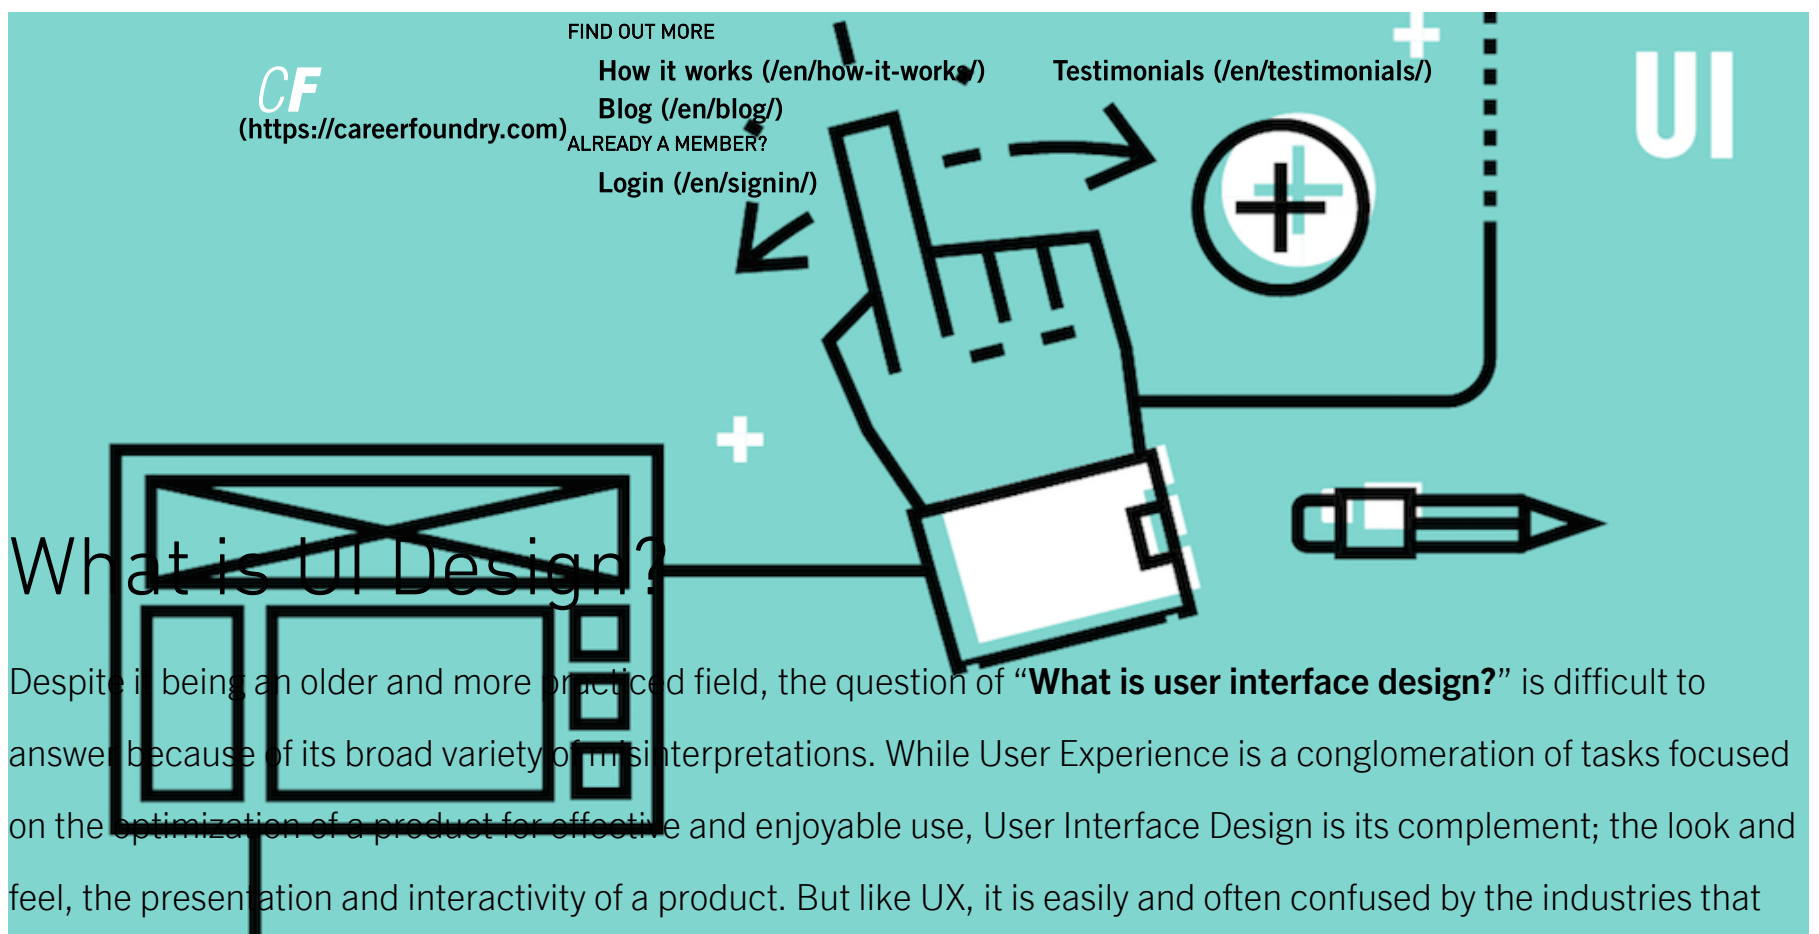 FIND OUT MORE
How it works (/en/how-it-works/) Testimonials (/en/testimonials/)
Blog (/en/blog/)
CF
(https://careerfoundry.com)
ALREADY A MEMBER?
Login (/en/signin/)
UI
What is UI Design?
Despite it being an older and more practiced field, the question of “What is user interface design?” is difficult to
answer because of its broad variety of misinterpretations. While User Experience is a conglomeration of tasks focused
on the optimization of a product for effective and enjoyable use, User Interface Design is its complement; the look and
feel, the presentation and interactivity of a product. But like UX, it is easily and often confused by the industries that